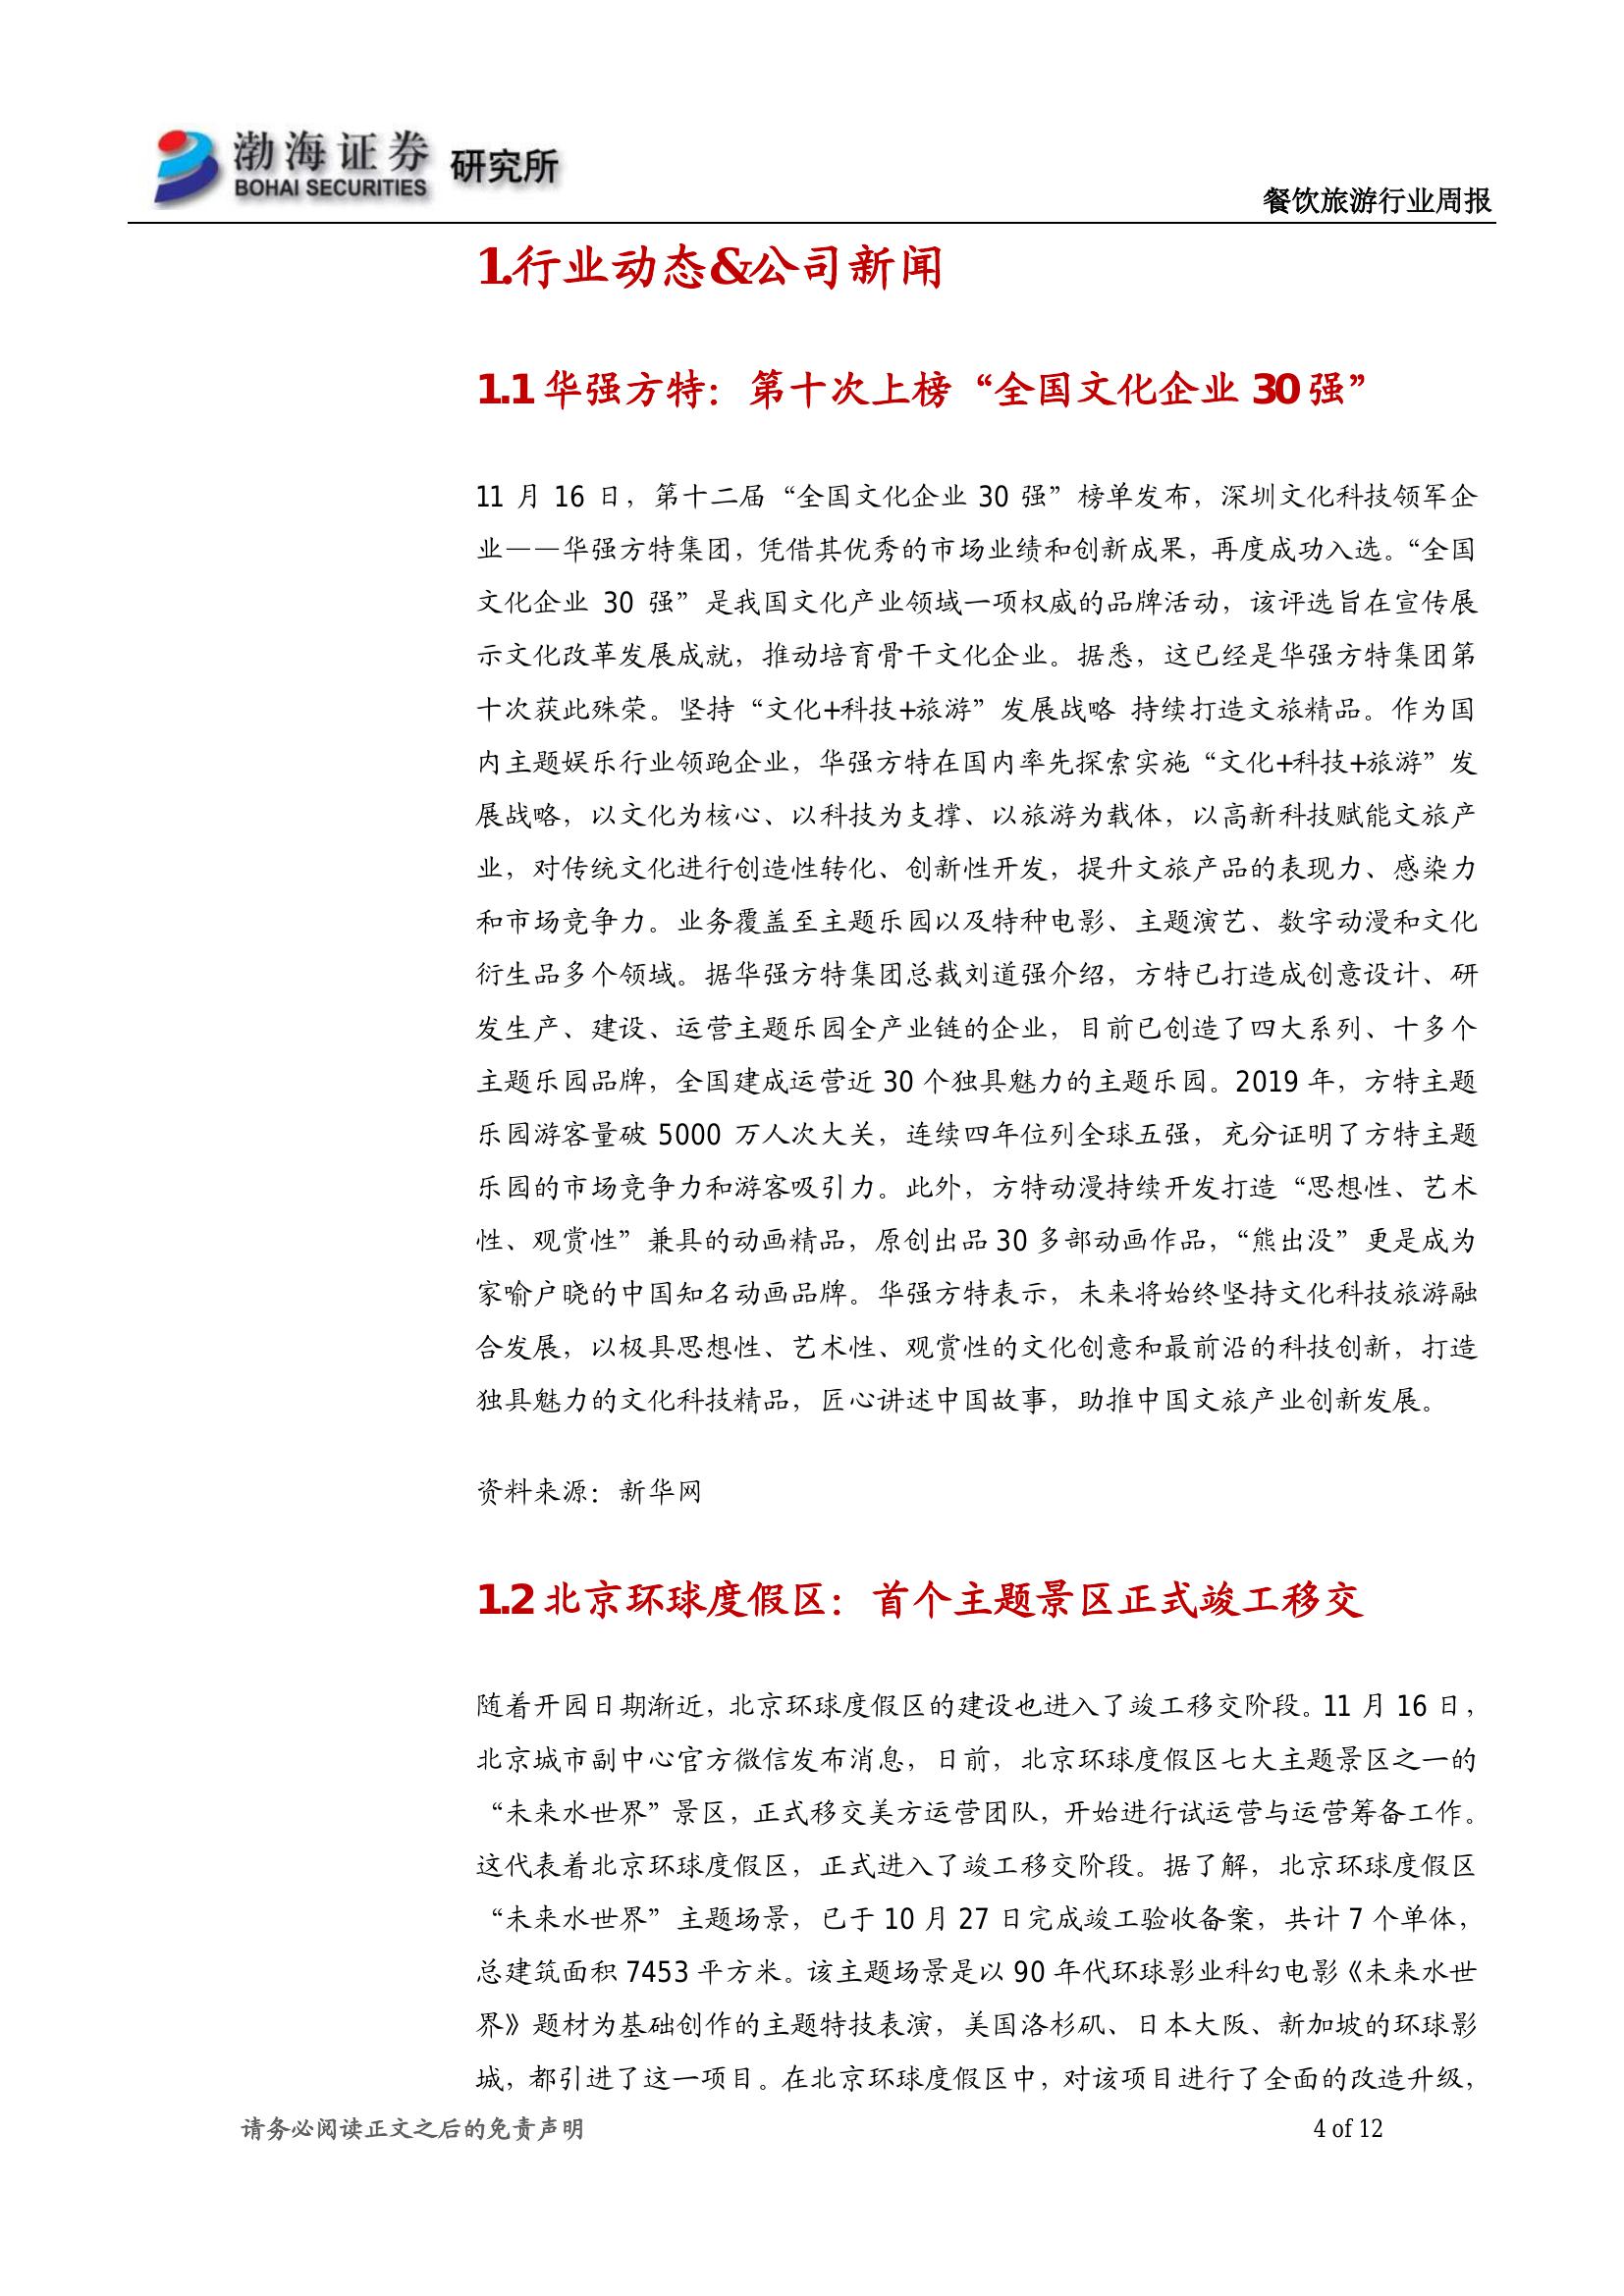 渤海证券 研究所
BOHAI SECURITIES
餐饮旅游行业周报
1.行业动态&公司新闻
1.1 华强方特：第十次上榜“全国文化企业 30 强”
11 月 16 日，第十二届“全国文化企业 30 强”榜单发布，深圳文化科技领军企
业——华强方特集团，凭借其优秀的市场业绩和创新成果，再度成功入选。“全国
文化企业 30 强”是我国文化产业领域一项权威的品牌活动，该评选旨在宣传展
示文化改革发展成就，推动培育骨干文化企业。据悉，这已经是华强方特集团第
十次获此殊荣。坚持“文化+科技+旅游”发展战略 持续打造文旅精品。作为国
内主题娱乐行业领跑企业，华强方特在国内率先探索实施“文化+科技+旅游”发
展战略，以文化为核心、以科技为支撑、以旅游为载体，以高新科技赋能文旅产
业，对传统文化进行创造性转化、创新性开发，提升文旅产品的表现力、感染力
和市场竞争力。业务覆盖至主题乐园以及特种电影、主题演艺、数字动漫和文化
衍生品多个领域。据华强方特集团总裁刘道强介绍，方特已打造成创意设计、研
发生产、建设、运营主题乐园全产业链的企业，目前已创造了四大系列、十多个
主题乐园品牌，全国建成运营近 30 个独具魅力的主题乐园。2019 年，方特主题
乐园游客量破 5000 万人次大关，连续四年位列全球五强，充分证明了方特主题
乐园的市场竞争力和游客吸引力。此外，方特动漫持续开发打造“思想性、艺术
性、观赏性”兼具的动画精品，原创出品 30 多部动画作品，“熊出没”更是成为
家喻户晓的中国知名动画品牌。华强方特表示，未来将始终坚持文化科技旅游融
合发展，以极具思想性、艺术性、观赏性的文化创意和最前沿的科技创新，打造
独具魅力的文化科技精品，匠心讲述中国故事，助推中国文旅产业创新发展。
资料来源：新华网
1.2 北京环球度假区：首个主题景区正式竣工移交
随着开园日期渐近，北京环球度假区的建设也进入了竣工移交阶段。11 月 16 日，
北京城市副中心官方微信发布消息，日前，北京环球度假区七大主题景区之一的
“未来水世界”景区，正式移交美方运营团队，开始进行试运营与运营筹备工作。
这代表着北京环球度假区，正式进入了竣工移交阶段。据了解，北京环球度假区
“未来水世界”主题场景，已于 10 月 27 日完成竣工验收备案，共计 7 个单体，
总建筑面积 7453 平方米。该主题场景是以 90 年代环球影业科幻电影《未来水世
界》题材为基础创作的主题特技表演，美国洛杉矶、日本大阪、新加坡的环球影
城，都引进了这一项目。在北京环球度假区中，对该项目进行了全面的改造升级，
请务必阅读正文之后的免责声明
4 of 12